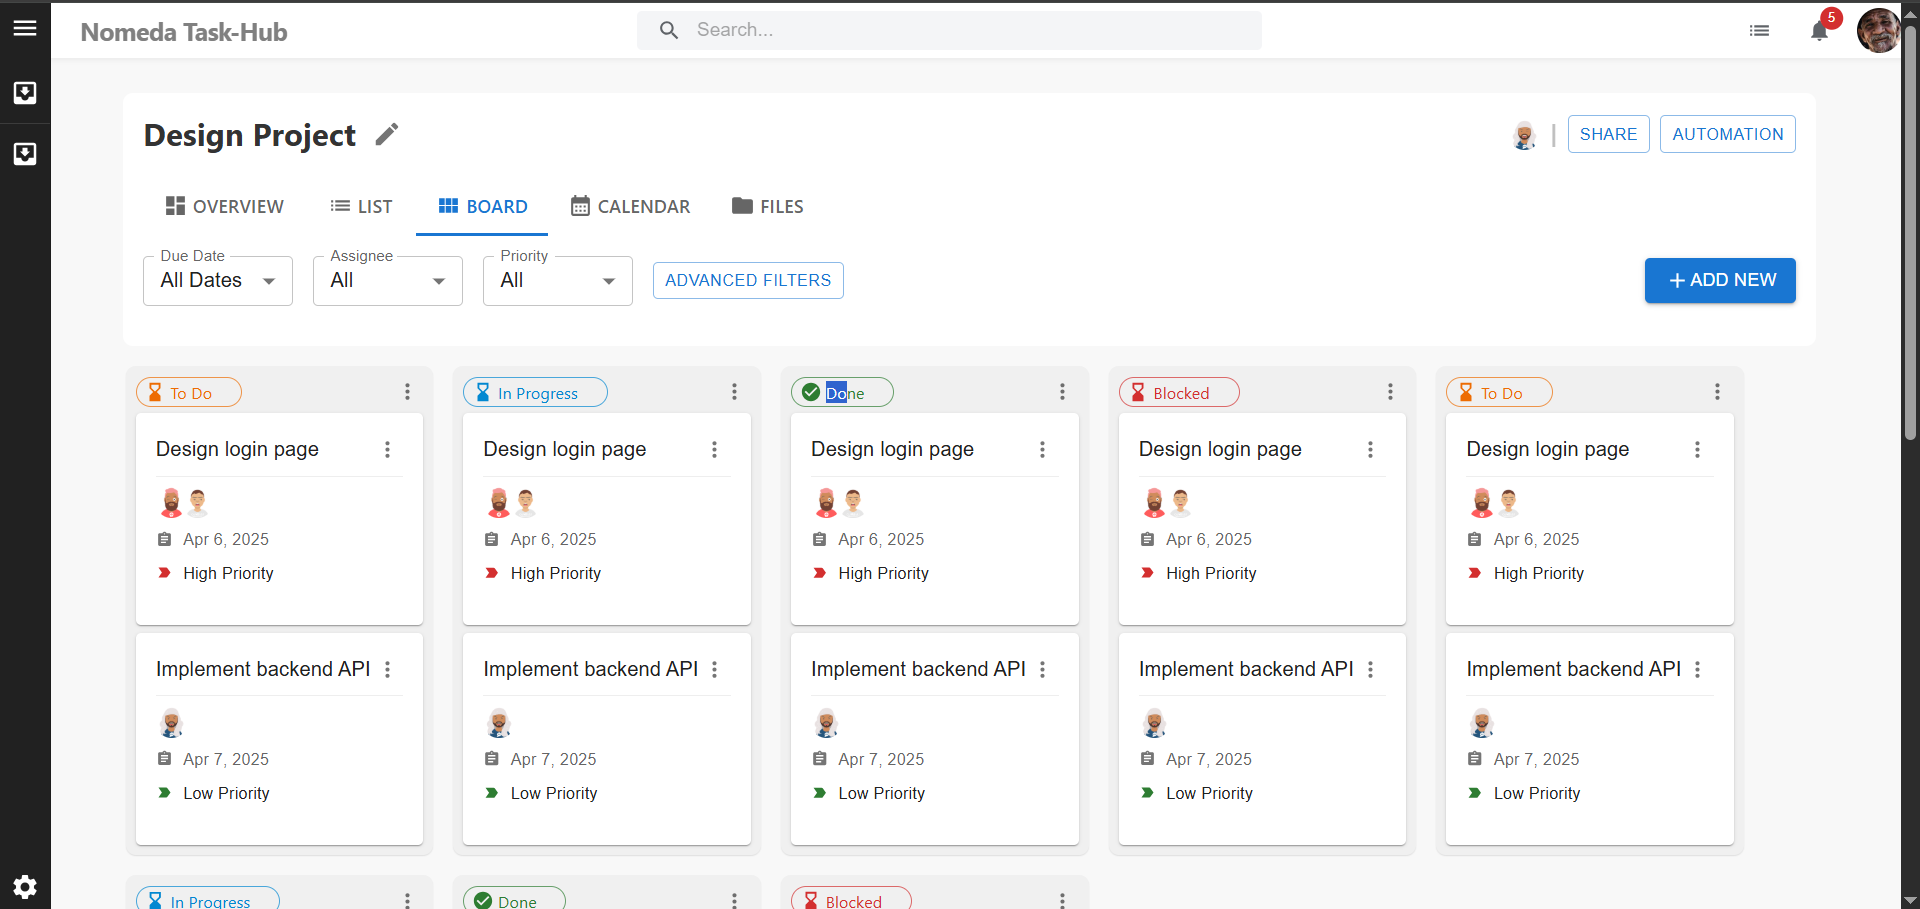 Nomeda Task-Hub
Search...
5
Design Project
SHARE
AUTOMATION
OVERVIEW
LIST
BOARD
CALENDAR
FILES
Due Date
All Dates
Assignee
All
Priority
All
ADVANCED FILTERS
+ ADD NEW
To Do
Design login page
Apr 6, 2025
High Priority
Implement backend API
Apr 7, 2025
Low Priority
In Progress
Design login page
Apr 6, 2025
High Priority
Implement backend API
Apr 7, 2025
Low Priority
Done
Design login page
Apr 6, 2025
High Priority
Implement backend API
Apr 7, 2025
Low Priority
Blocked
Design login page
Apr 6, 2025
High Priority
Implement backend API
Apr 7, 2025
Low Priority
To Do
Design login page
Apr 6, 2025
High Priority
Implement backend API
Apr 7, 2025
Low Priority
In Progress
Done
Blocked